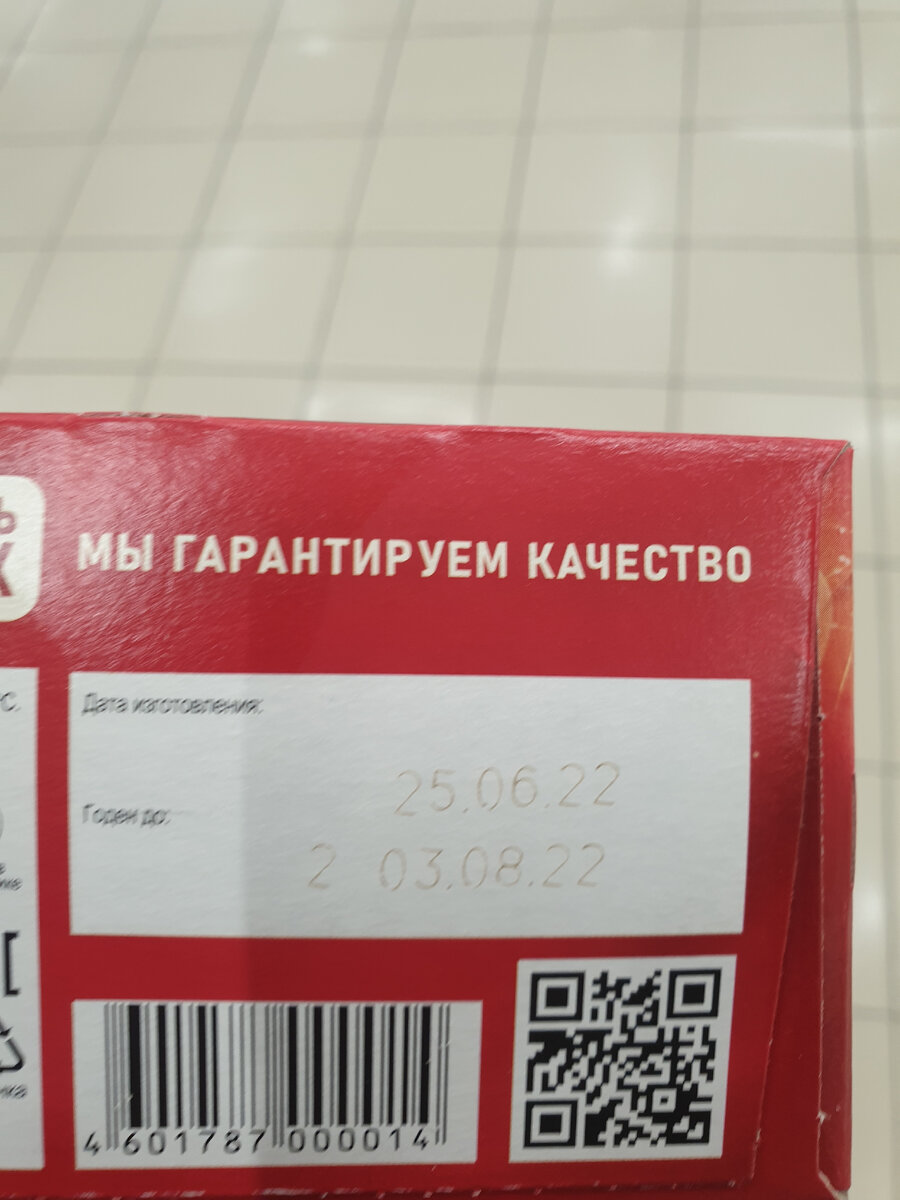 МЫ ГАРАНТИРУЕМ КАЧЕСТВО
Дата изготовления:
25.06.22
Годен до:
2 03.08.22
4 601787 000014